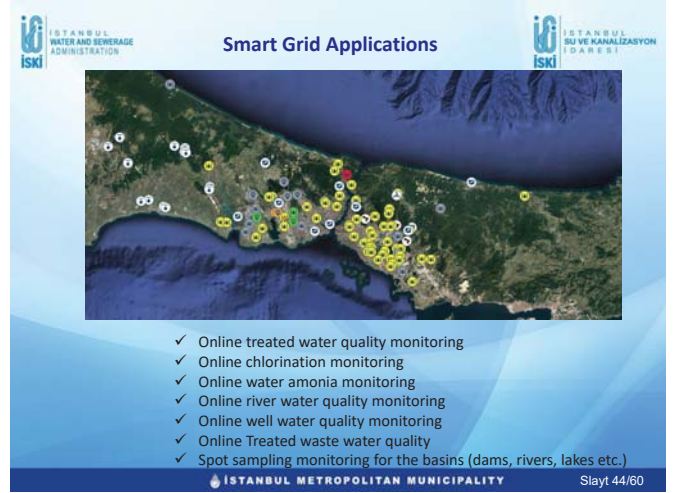 İSTANBUL
WATER AND SEWERAGE
ADMINISTRATION
İSKİ
Smart Grid Applications
İSTANBUL
SU VE KANALİZASYON
İDARESİ
İSKİ
✓ Online treated water quality monitoring
✓ Online chlorination monitoring
✓ Online water amonia monitoring
✓ Online river water quality monitoring
✓ Online well water quality monitoring
✓ Online Treated waste water quality
✓ Spot sampling monitoring for the basins (dams, rivers, lakes etc.)
İSTANBUL METROPOLITAN MUNICIPALITY
Slayt 44/60